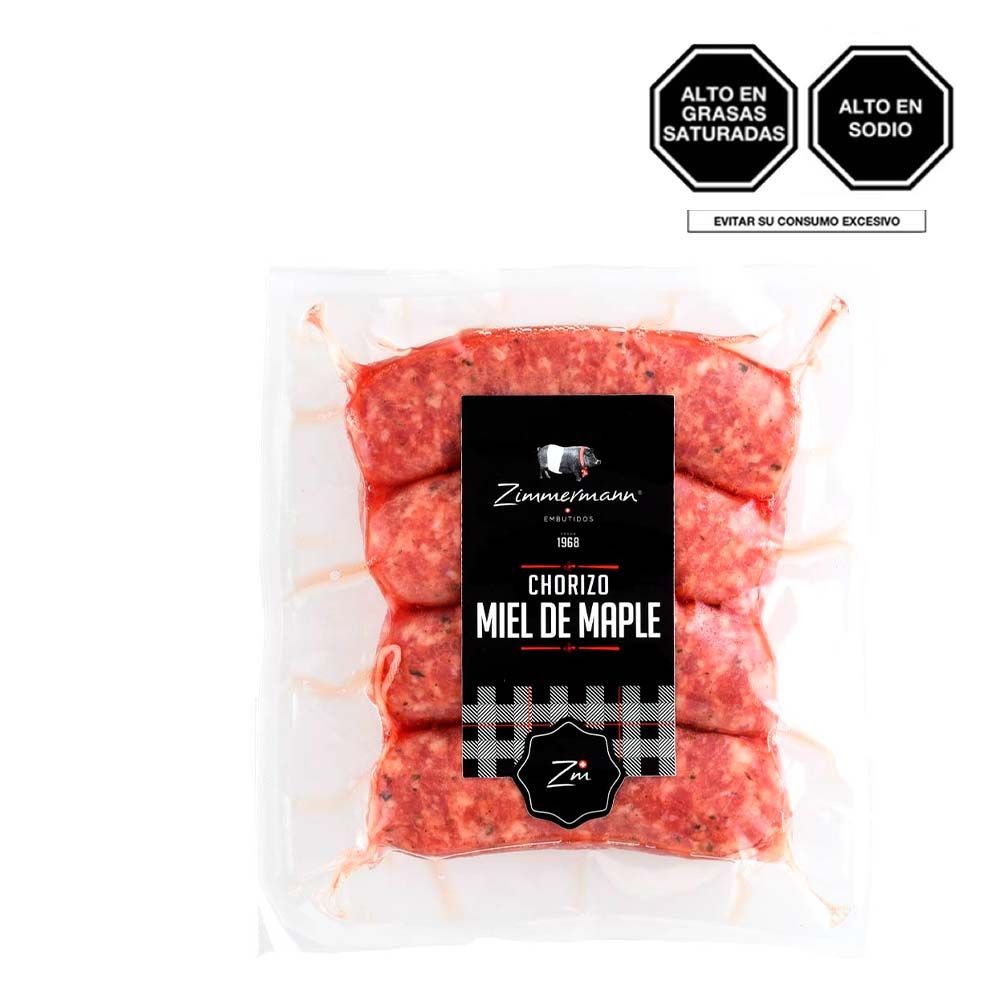 ALTO EN
GRASAS
SATURADAS
ALTO EN
SODIO
EVITAR SU CONSUMO EXCESIVO
Zimmermann®
EMBUTIDOS
DESDE
1968
CHORIZO
MIEL DE MAPLE
Zm